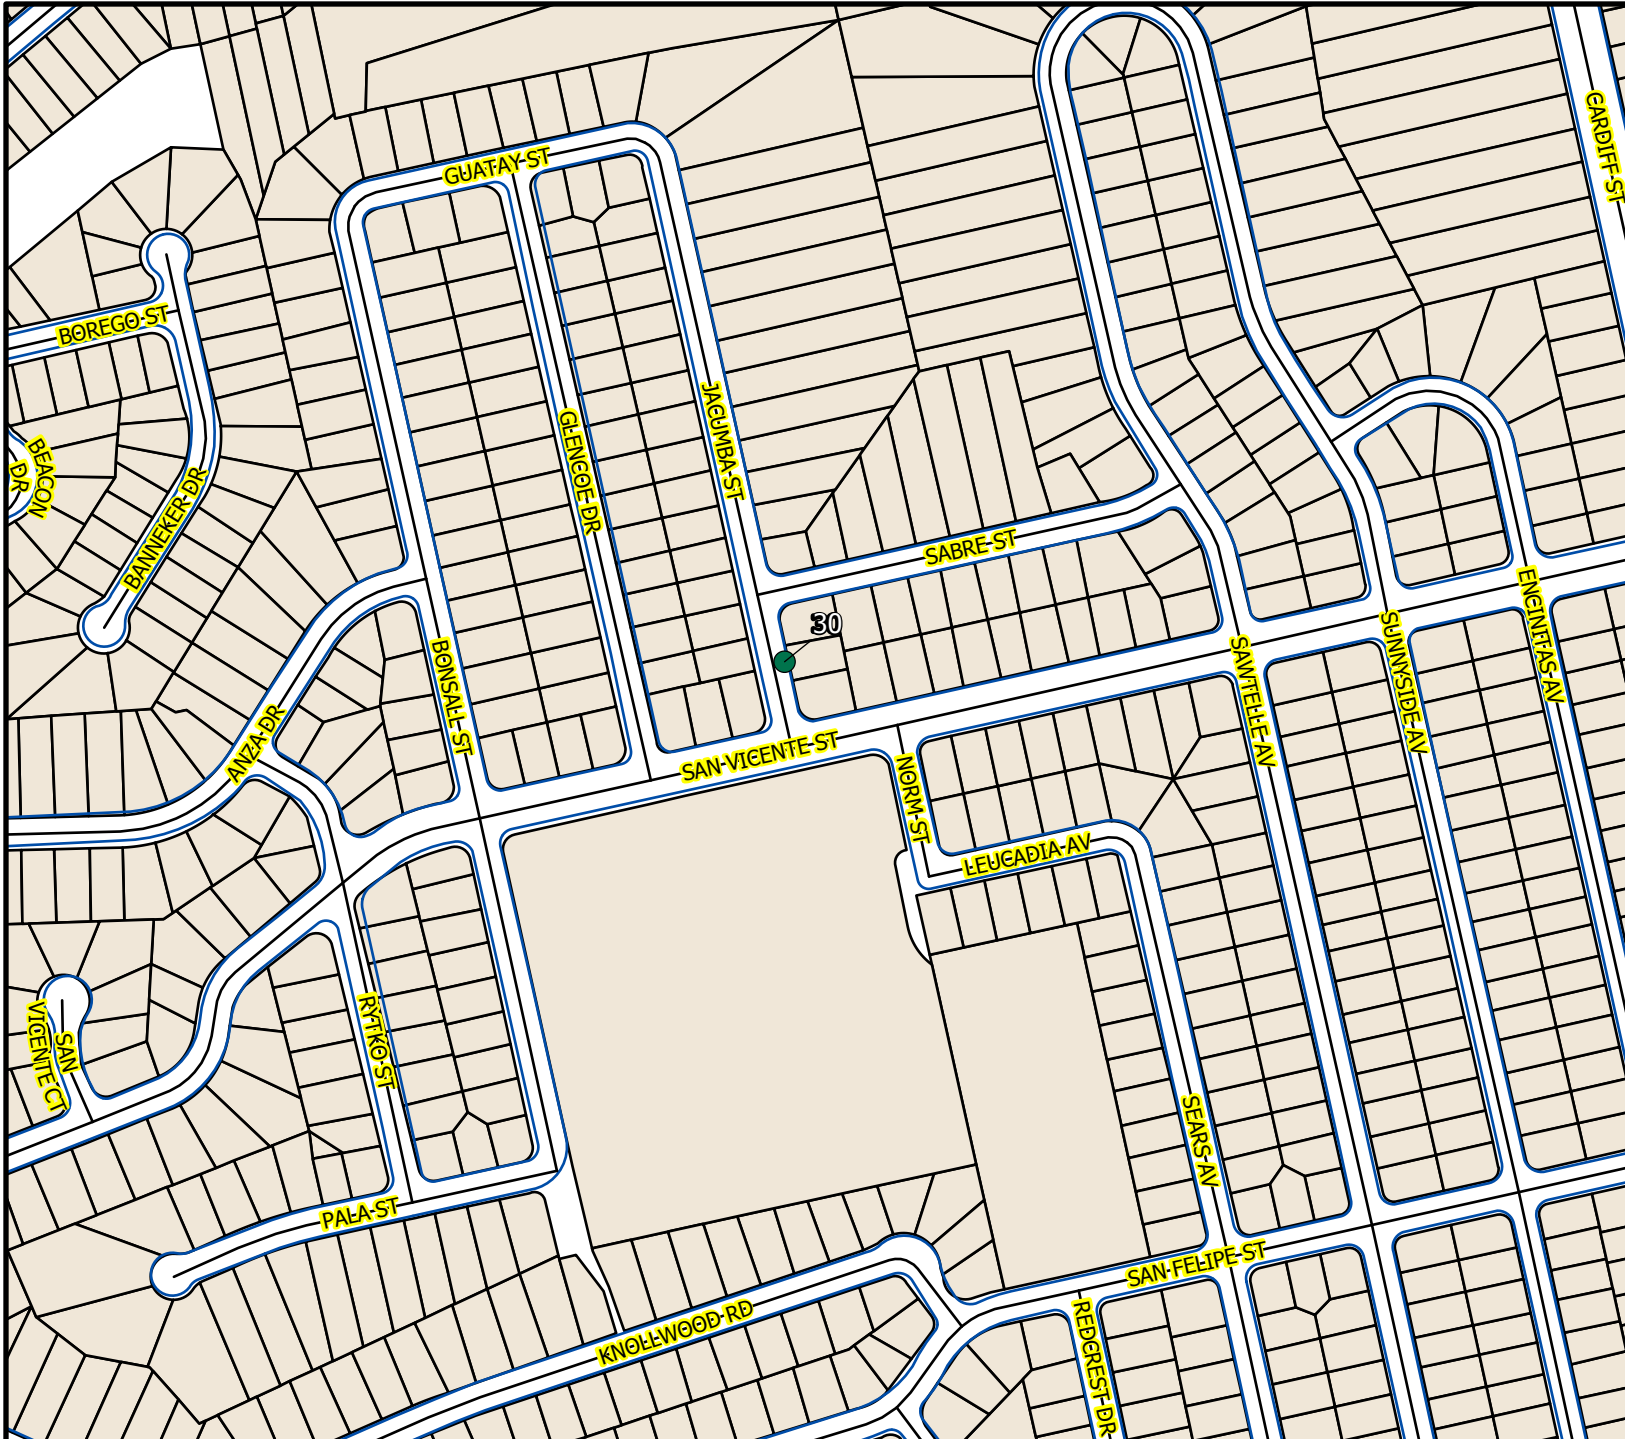 CARDIFF ST
GUATAY ST
BOREGO ST
JACUMBA ST
GLENCOE DR
BEACON
DR
BANNEKER DR
SABRE ST
ENCINITAS AV
30
SUNNYSIDE AV
BONSALL ST
SAWTELLE AV
ANZA DR
SAN VICENTE ST
NORM ST
LEUCADIA AV
RYTKO ST
SAN
VICENTE CT
SEARS AV
PALA ST
SAN FELIPE ST
KNOLLWOOD RD
REDCREST DR